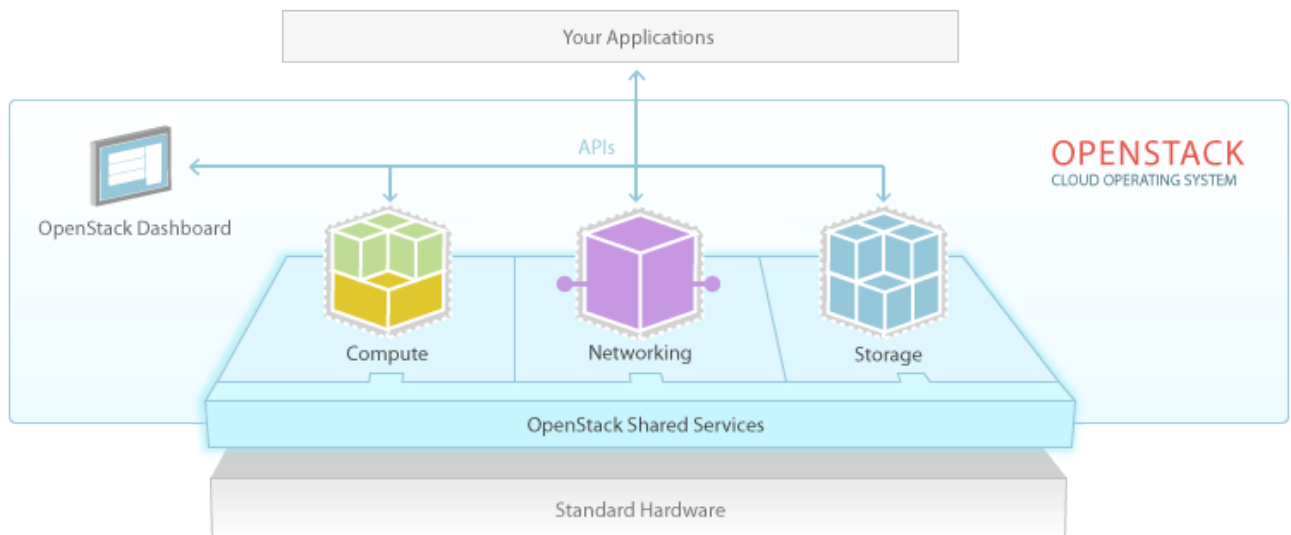 Your Applications
APIs
OPENSTACK
CLOUD OPERATING SYSTEM
OpenStack Dashboard
Compute
Networking
Storage
OpenStack Shared Services
Standard Hardware